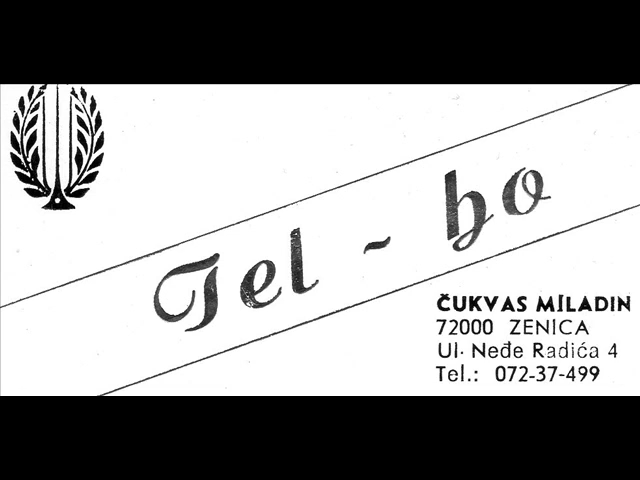 Tel - ho
ČUKVAS MILADIN
72000 ZENICA
Ul. Neđe Radića 4
Tel.: 072-37-499